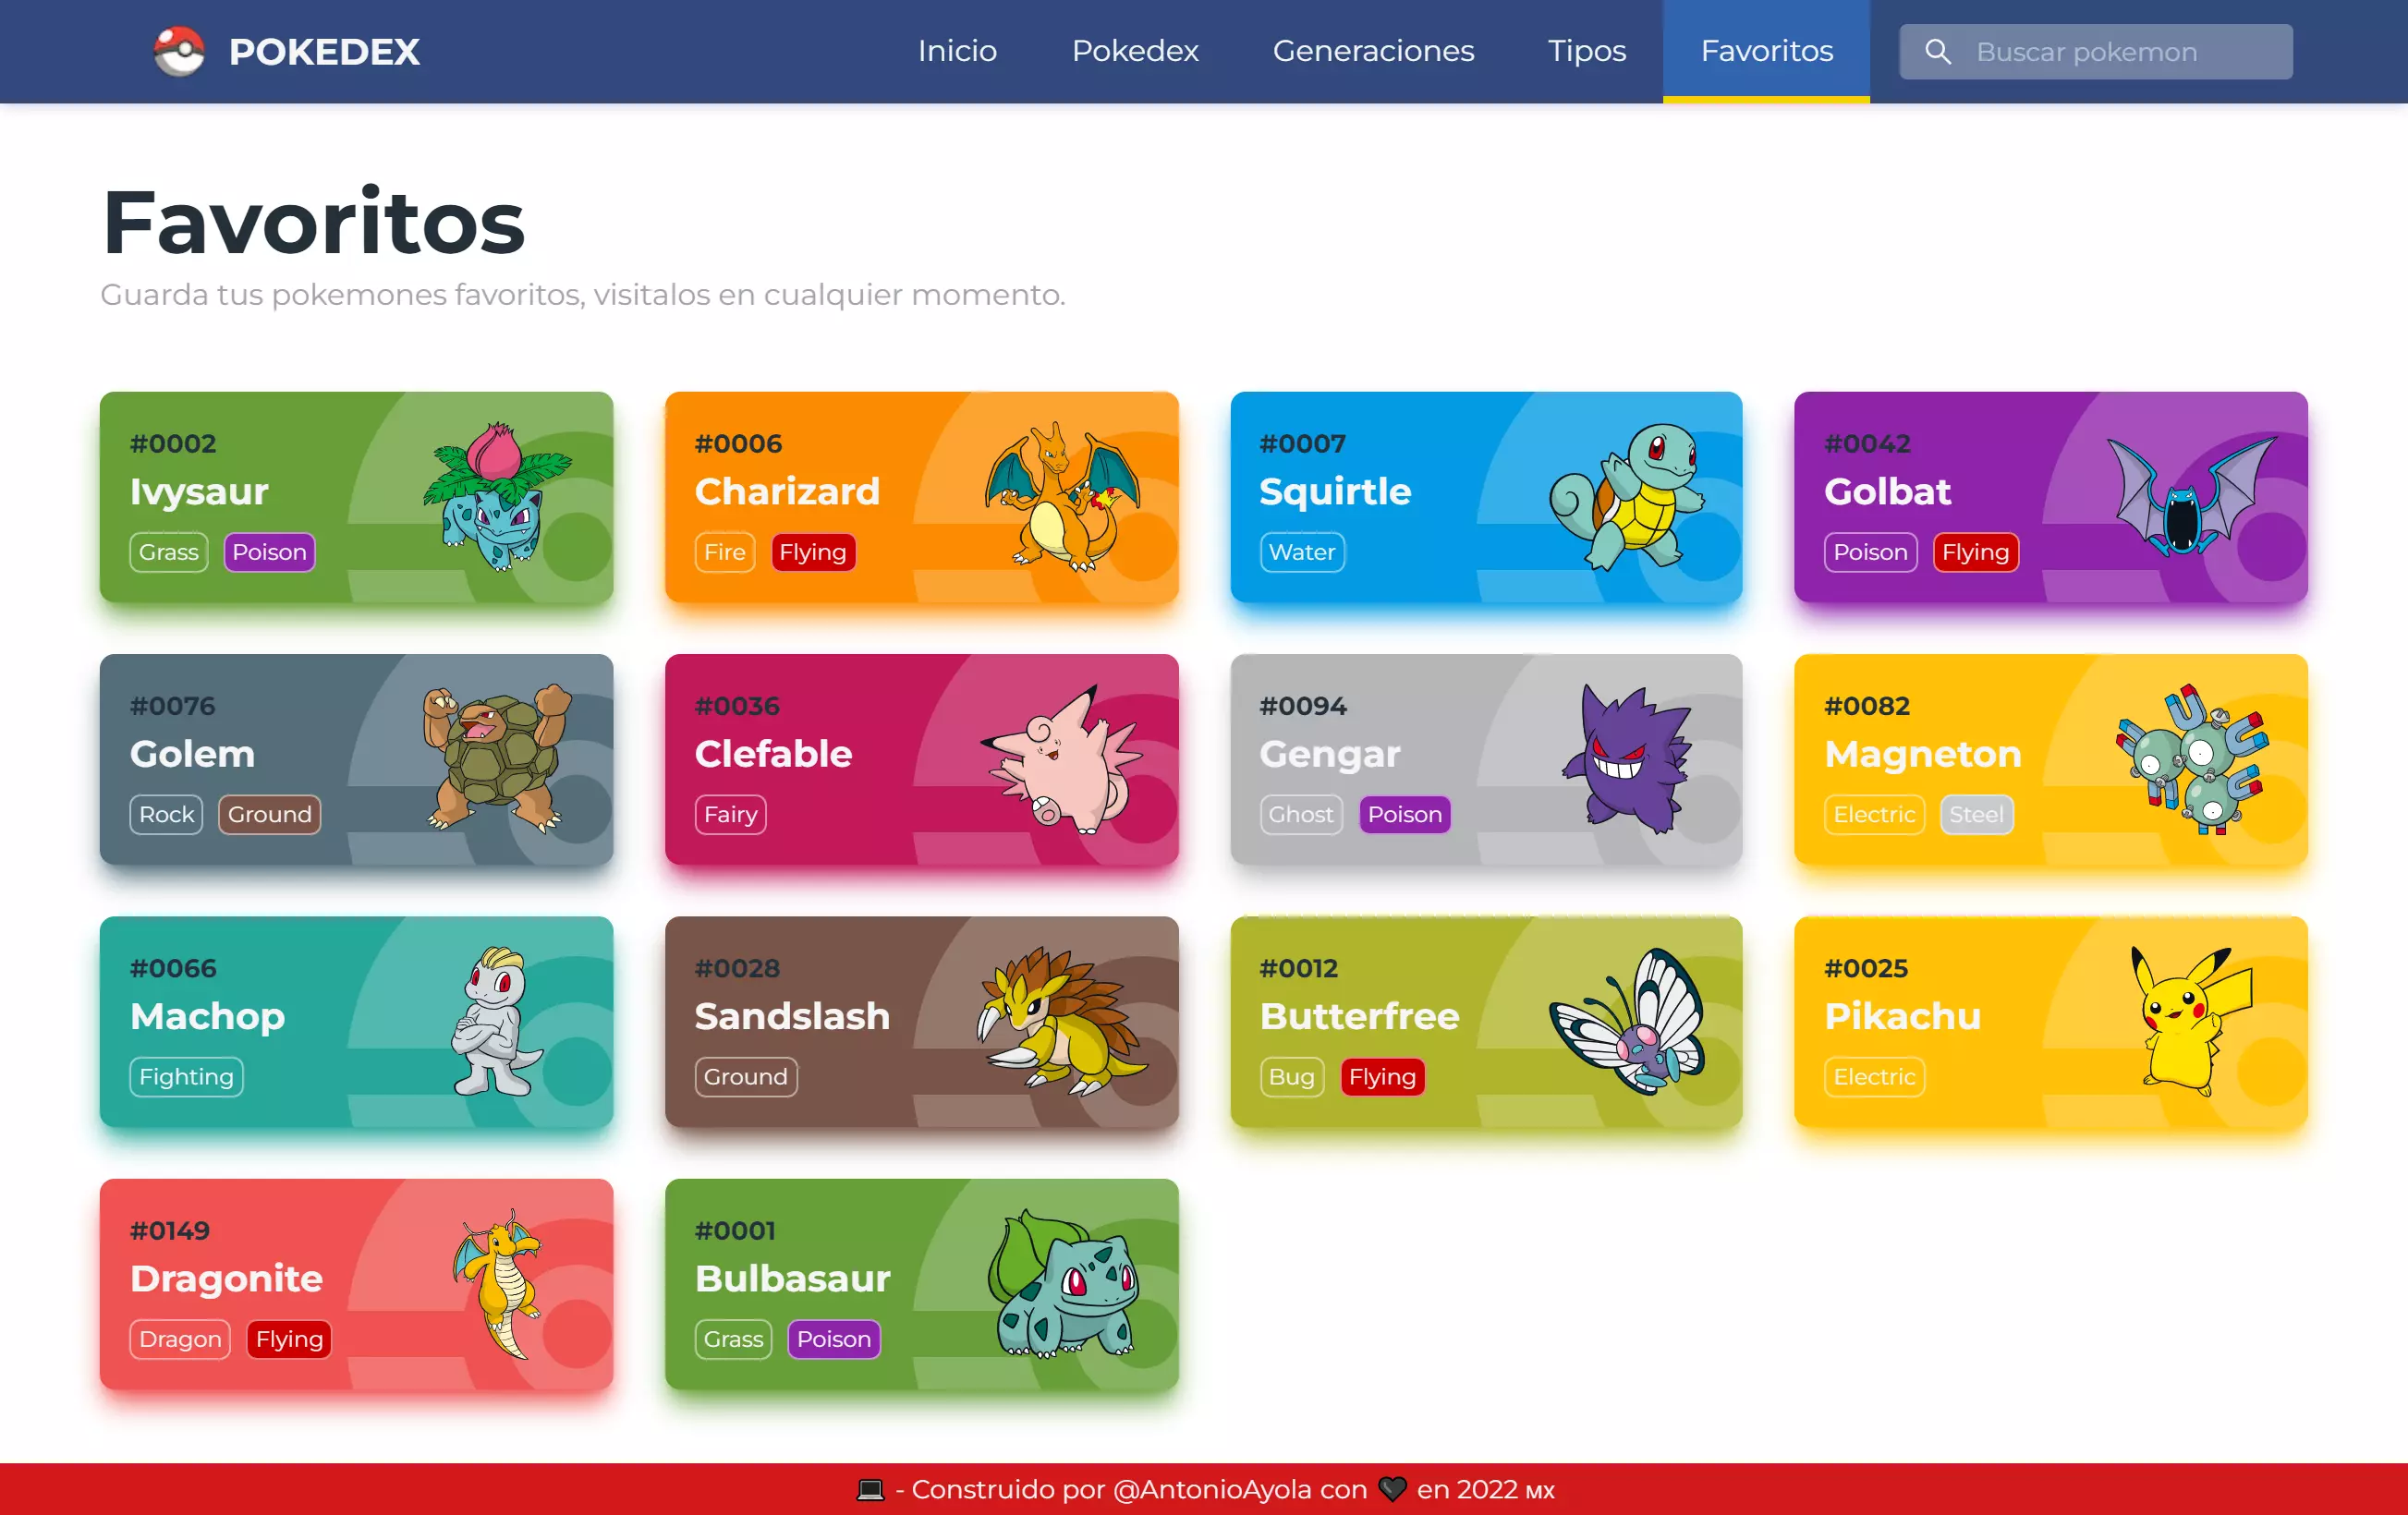 POKEDEX
Inicio
Pokedex
Generaciones
Tipos
Favoritos
Buscar pokemon
Favoritos
Guarda tus pokemones favoritos, visitalos en cualquier momento.
#0002
Ivysaur
Grass Poison
#0006
Charizard
Fire Flying
#0007
Squirtle
Water
#0042
Golbat
Poison Flying
#0076
Golem
Rock Ground
#0036
Clefable
Fairy
#0094
Gengar
Ghost Poison
#0082
Magneton
Electric Steel
#0066
Machop
Fighting
#0028
Sandslash
Ground
#0012
Butterfree
Bug Flying
#0025
Pikachu
Electric
#0149
Dragonite
Dragon Flying
#0001
Bulbasaur
Grass Poison
💻 - Construido por @AntonioAyola con 🖤 en 2022 ᴍx